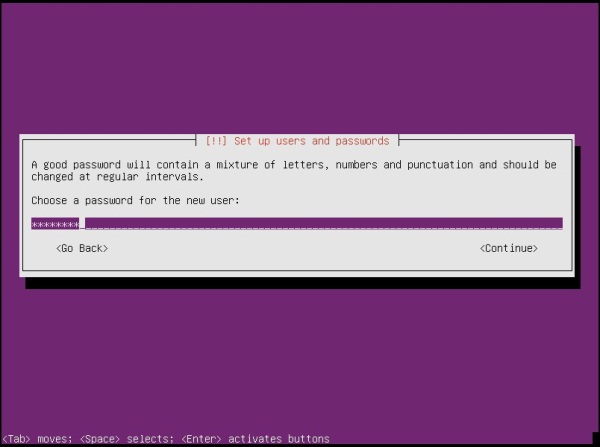 [!!] Set up users and passwords
A good password will contain a mixture of letters, numbers and punctuation and should be
changed at regular intervals.
Choose a password for the new user:
********
<Go Back> <Continue>
<Tab> moves; <Space> selects; <Enter> activates buttons